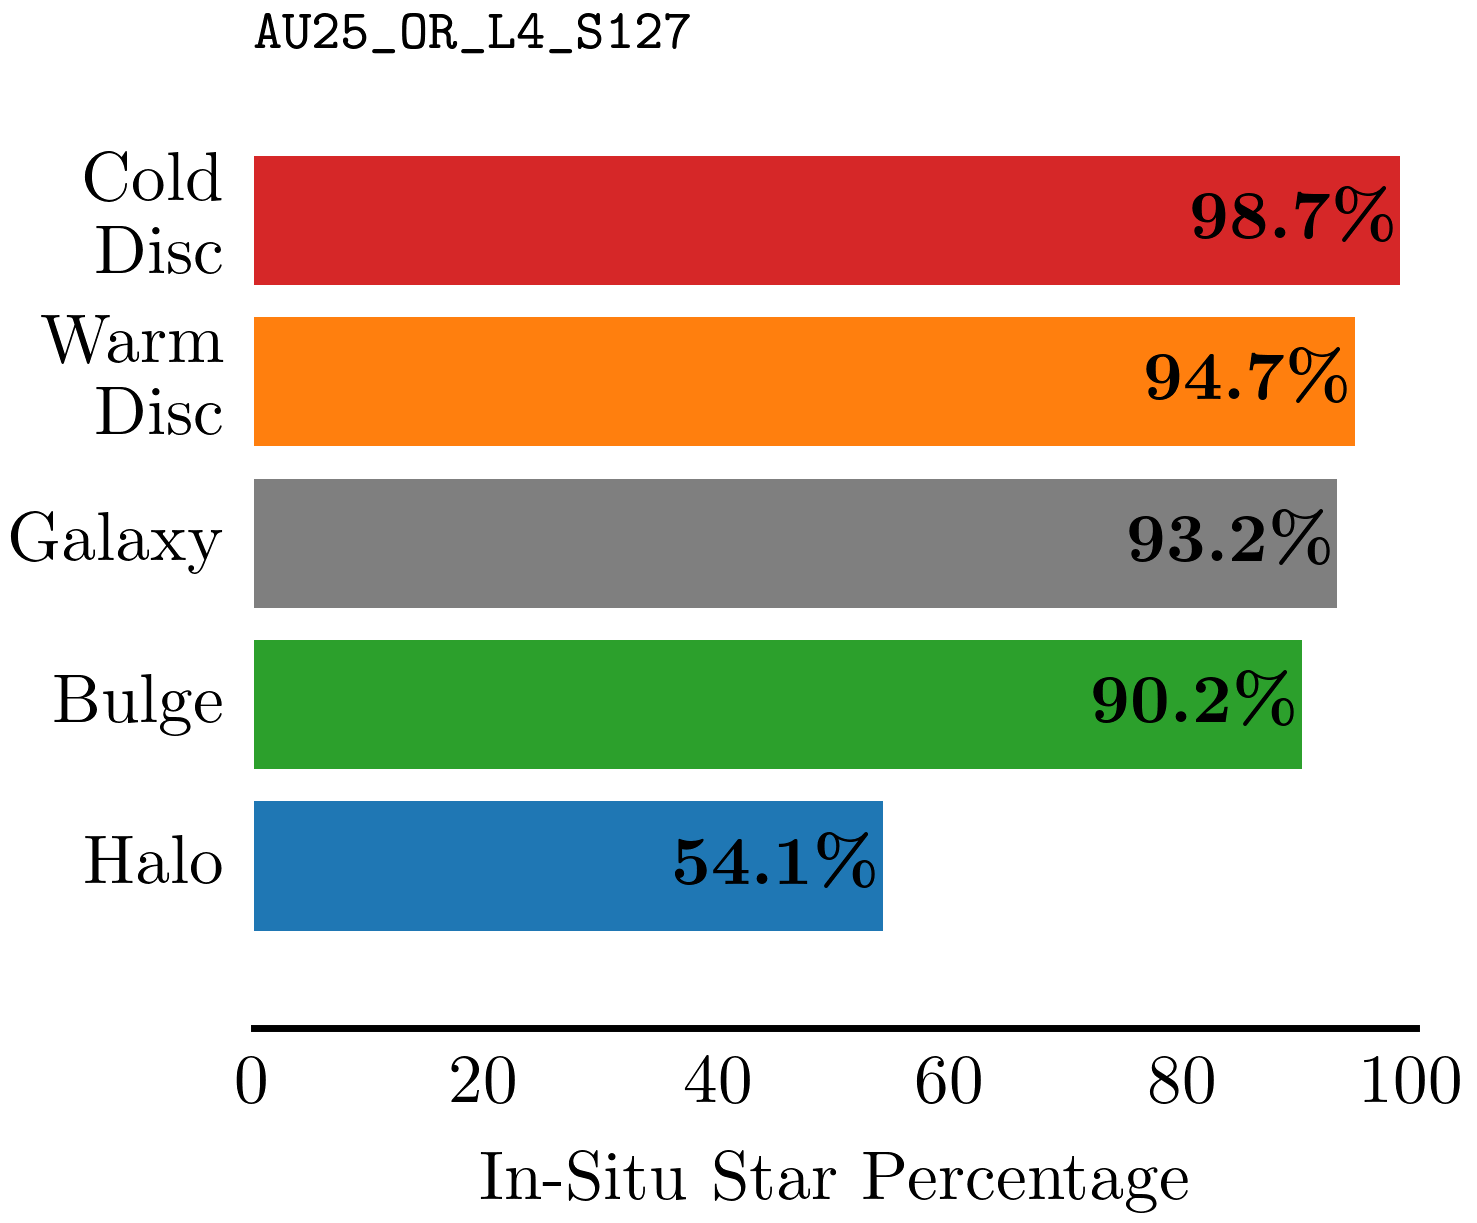 AU25_OR_L4_S127
Cold
Disc
98.7%
Warm
Disc
94.7%
Galaxy
93.2%
Bulge
90.2%
Halo
54.1%
0 20 40 60 80 100
In-Situ Star Percentage